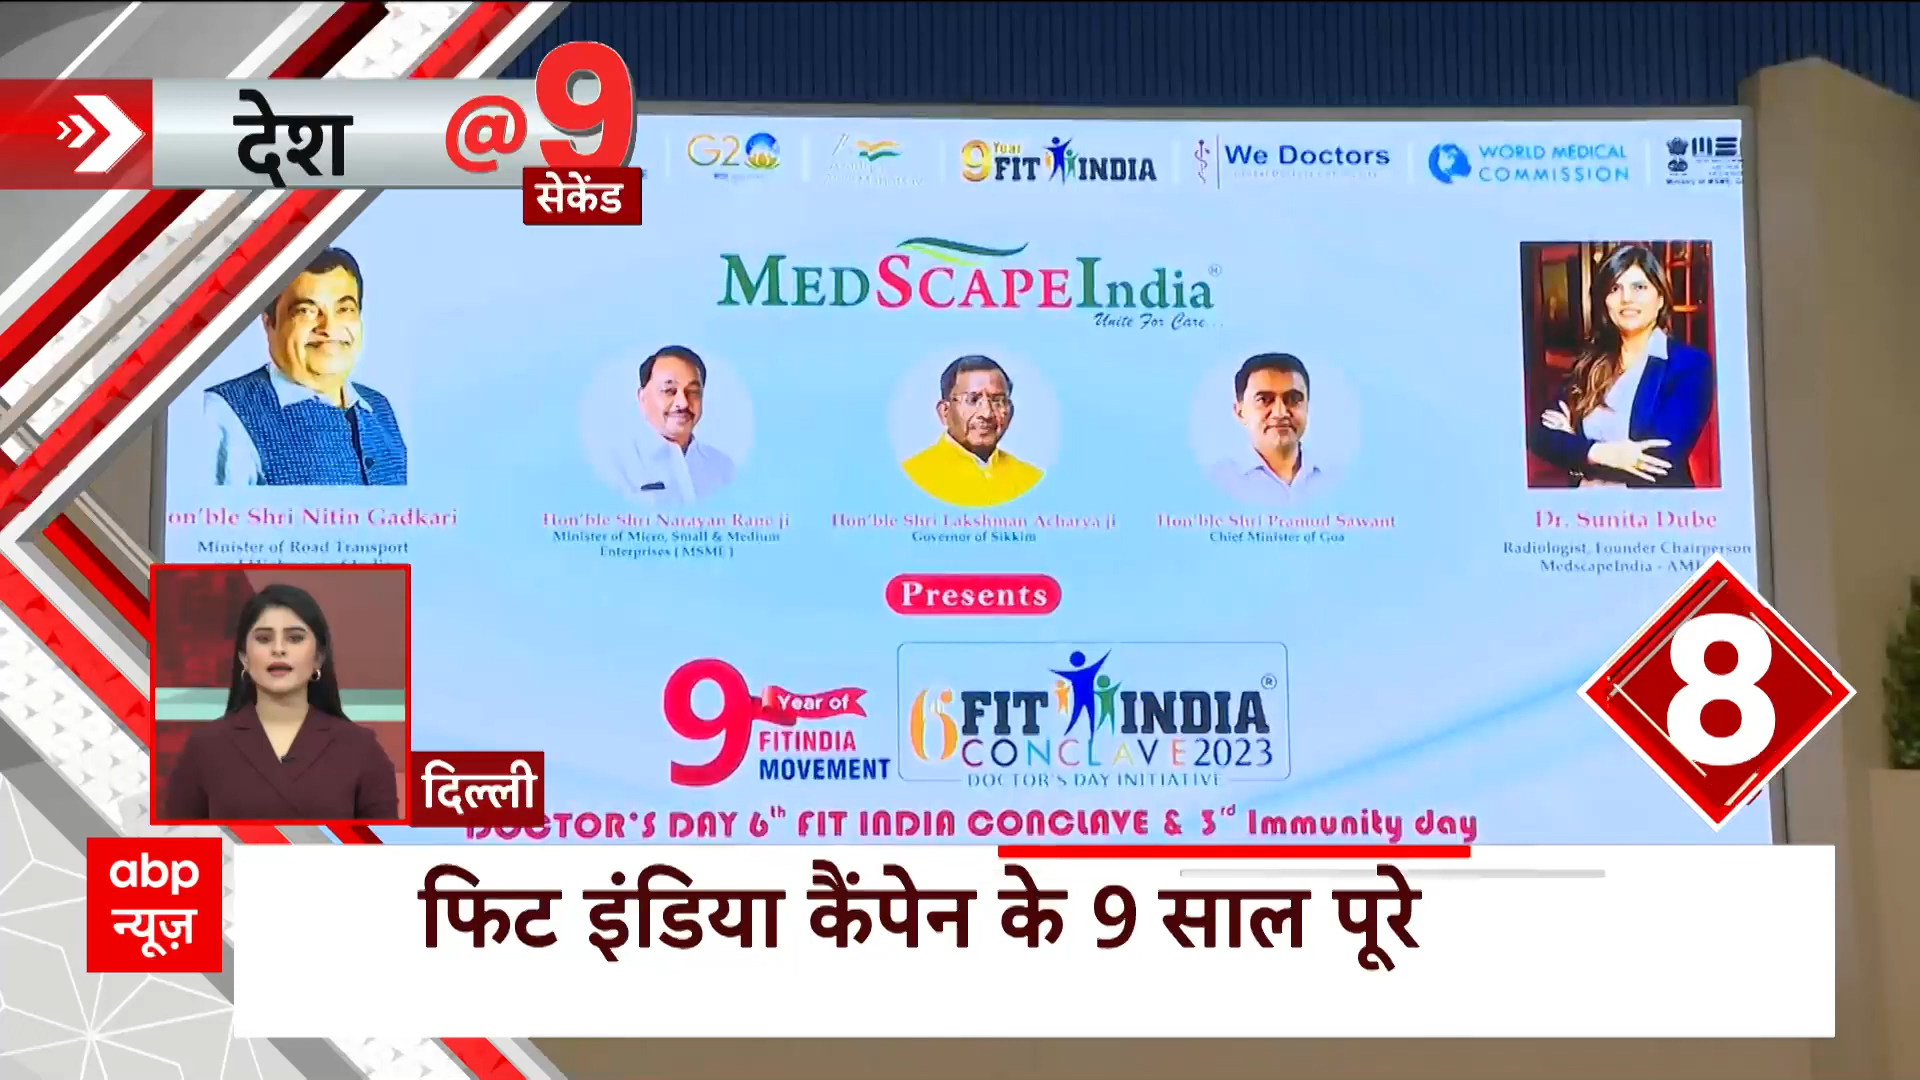 देश @9
सेकेंड
G20
9 Year
FIT INDIA
We Doctors
WORLD MEDICAL
COMMISSION
MEDSCAPEIndia®
Unite For Care...
on'ble Shri Nitin Gadkari
Minister of Road Transport
Hon'ble Shri Narayan Rane ji
Minister of Micro, Small & Medium
Enterprises ( MSME )
Hon'ble Shri Lakshman Acharya ji
Governor of Sikkim
Hon'ble Shri Pramod Sawant
Chief Minister of Goa
Dr. Sunita Dube
Radiologist, Founder Chairperson
MedscapeIndia - AM
Presents
9 Year of
FITINDIA
MOVEMENT
6th FIT INDIA®
CONCLAVE 2023
DOCTOR'S DAY INITIATIVE
8
दिल्ली
DOCTOR'S DAY 6th FIT INDIA CONCLAVE & 3rd Immunity day
abp
न्यूज़
फिट इंडिया कैंपेन के 9 साल पूरे